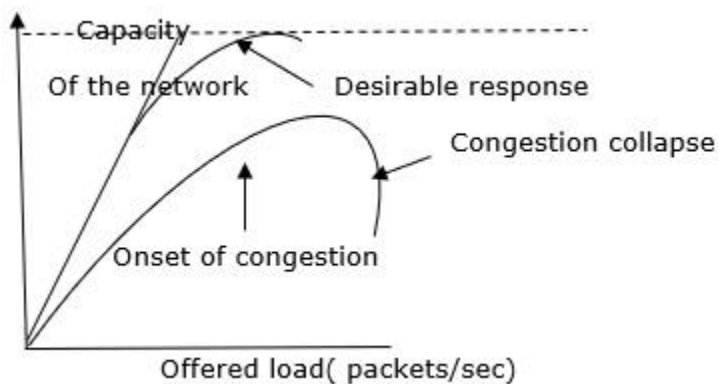 Capacity
Of the network
Desirable response
Congestion collapse
Onset of congestion
Offered load( packets/sec)